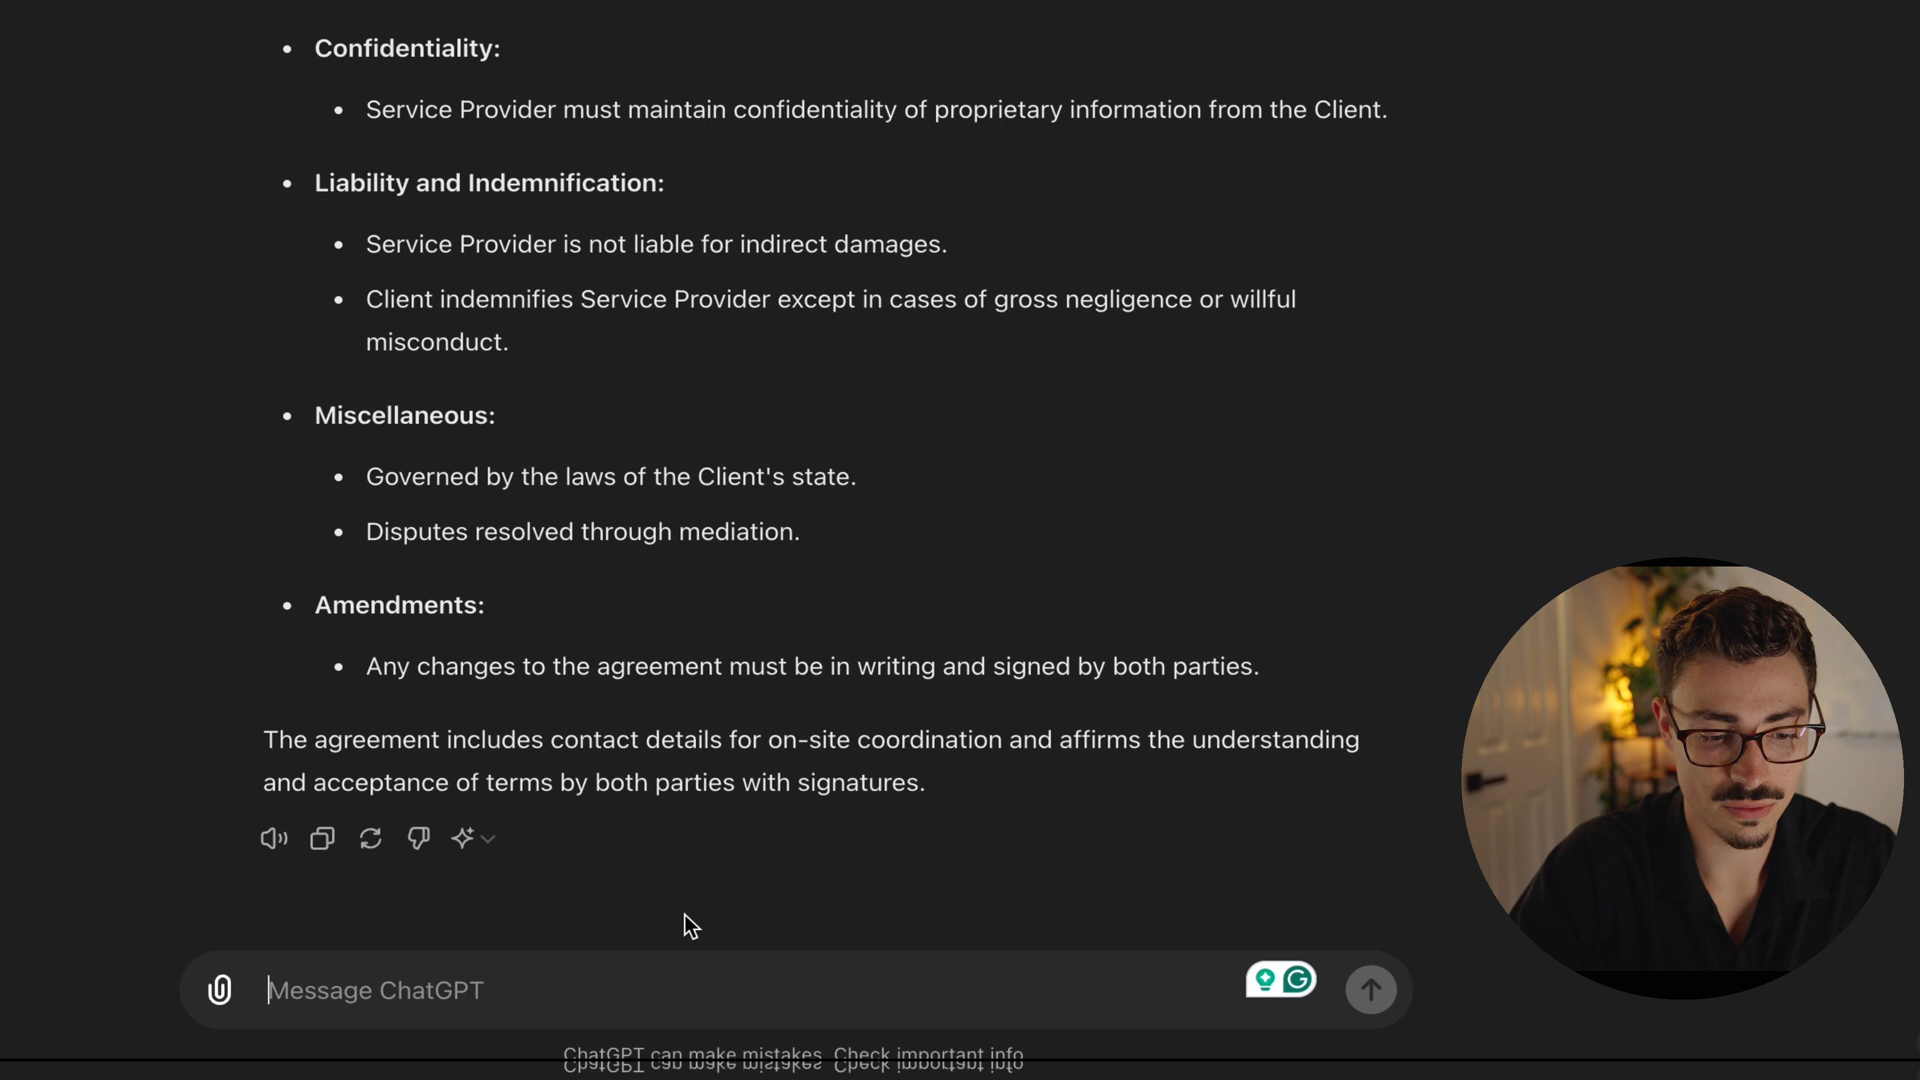 Confidentiality:
Service Provider must maintain confidentiality of proprietary information from the Client.
Liability and Indemnification:
Service Provider is not liable for indirect damages.
Client indemnifies Service Provider except in cases of gross negligence or willful
misconduct.
Miscellaneous:
Governed by the laws of the Client's state.
Disputes resolved through mediation.
Amendments:
Any changes to the agreement must be in writing and signed by both parties.
The agreement includes contact details for on-site coordination and affirms the understanding
and acceptance of terms by both parties with signatures.
Message ChatGPT
ChatGPT can make mistakes Check important info